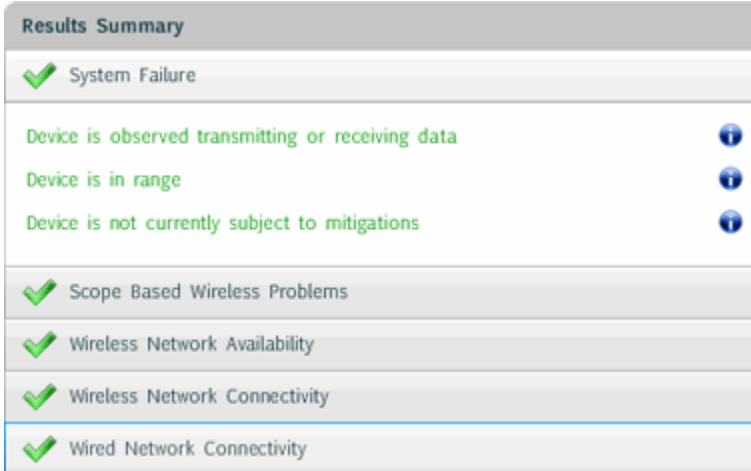 Results Summary
System Failure
Device is observed transmitting or receiving data
Device is in range
Device is not currently subject to mitigations
Scope Based Wireless Problems
Wireless Network Availability
Wireless Network Connectivity
Wired Network Connectivity